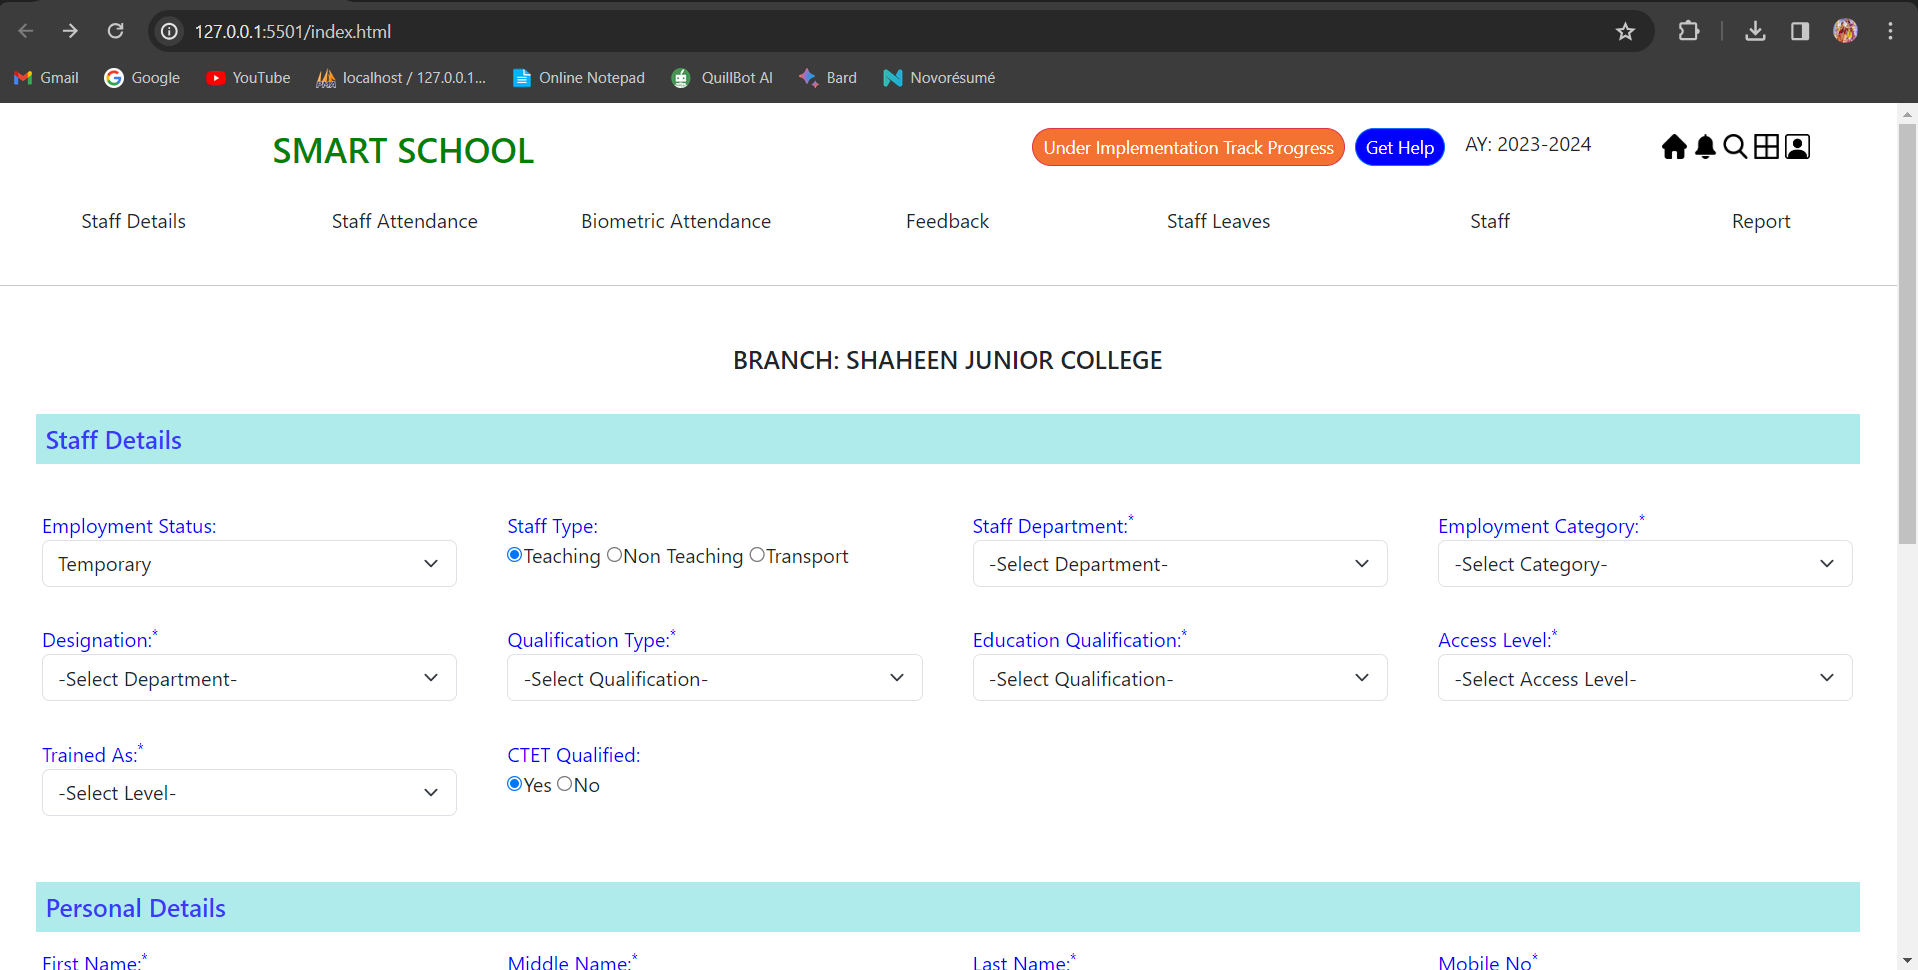 127.0.0.1:5501/index.html
Gmail Google YouTube localhost / 127.0.0.1... Online Notepad QuillBot AI Bard Novorésumé
SMART SCHOOL Under Implementation Track Progress Get Help AY: 2023-2024
Staff Details Staff Attendance Biometric Attendance Feedback Staff Leaves Staff Report
BRANCH: SHAHEEN JUNIOR COLLEGE
Staff Details
Employment Status: Staff Type: Staff Department:* Employment Category:*
Temporary Teaching Non Teaching Transport -Select Department- -Select Category-
Designation:* Qualification Type:* Education Qualification:* Access Level:*
-Select Department- -Select Qualification- -Select Qualification- -Select Access Level-
Trained As:* CTET Qualified:
-Select Level- Yes No
Personal Details
First Name:* Middle Name:* Last Name:* Mobile No*